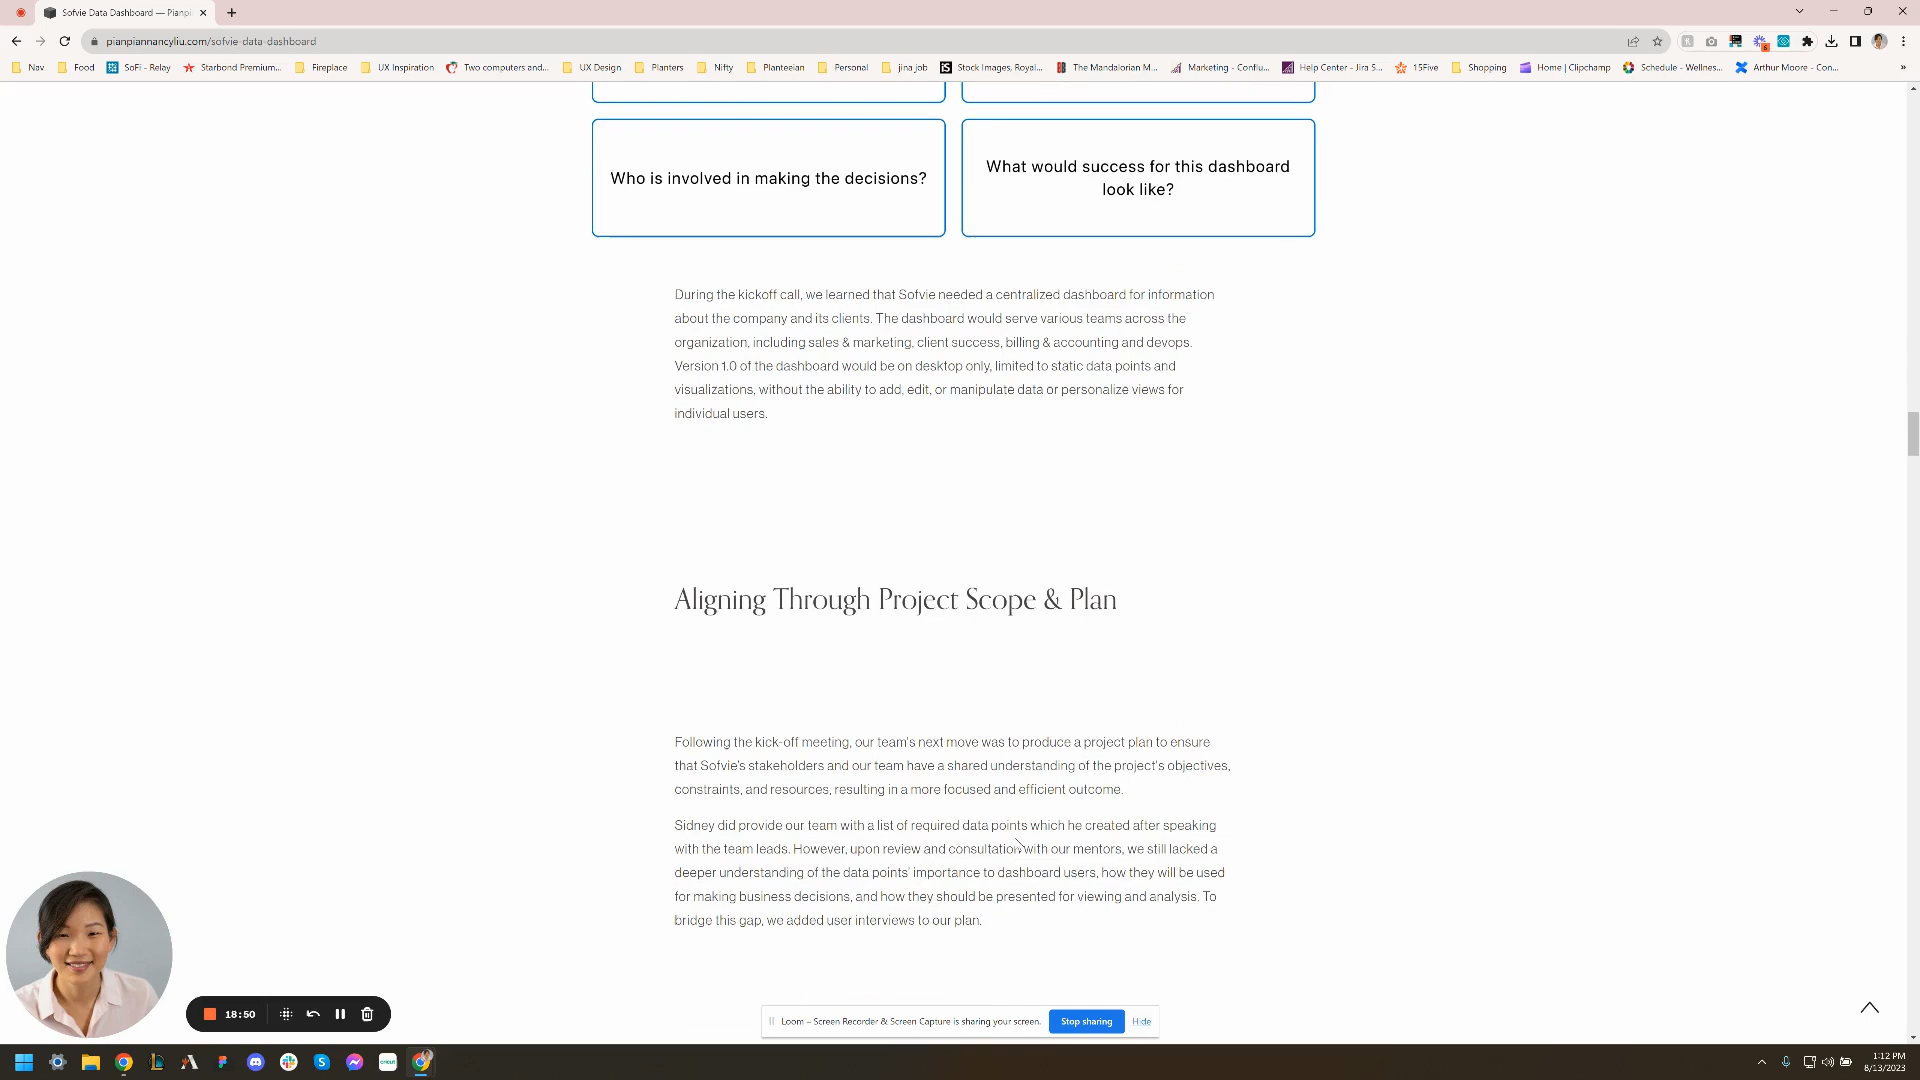 Sofvie Data Dashboard — Pianpi
pianpiannancyliu.com/sofvie-data-dashboard
Nav
Food
SoFi - Relay
Starbond Premium...
Fireplace
UX Inspiration
Two computers and...
UX Design
Planters
Nifty
Planteeian
Personal
jina job
Stock Images, Royal...
The Mandalorian M...
Marketing - Conflu...
Help Center - Jira S...
15Five
Shopping
Home | Clipchamp
Schedule - Wellnes...
Arthur Moore - Con...
Who is involved in making the decisions?
What would success for this dashboard
look like?
During the kickoff call, we learned that Sofvie needed a centralized dashboard for information
about the company and its clients. The dashboard would serve various teams across the
organization, including sales & marketing, client success, billing & accounting and devops.
Version 1.0 of the dashboard would be on desktop only, limited to static data points and
visualizations, without the ability to add, edit, or manipulate data or personalize views for
individual users.
Aligning Through Project Scope & Plan
Following the kick-off meeting, our team's next move was to produce a project plan to ensure
that Sofvie's stakeholders and our team have a shared understanding of the project's objectives,
constraints, and resources, resulting in a more focused and efficient outcome.
Sidney did provide our team with a list of required data points which he created after speaking
with the team leads. However, upon review and consultation with our mentors, we still lacked a
deeper understanding of the data points' importance to dashboard users, how they will be used
for making business decisions, and how they should be presented for viewing and analysis. To
bridge this gap, we added user interviews to our plan.
18:50
Loom – Screen Recorder & Screen Capture is sharing your screen.
Stop sharing
Hide
1:12 PM
8/13/2023